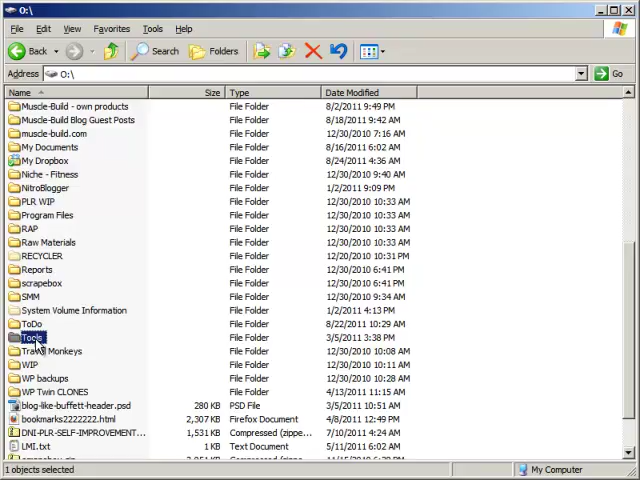 O:\
File Edit View Favorites Tools Help
Back Search Folders
Address O:\ Go
Name Size Type Date Modified
Muscle-Build - own products File Folder 8/2/2011 9:49 PM
Muscle-Build Blog Guest Posts File Folder 8/18/2011 9:42 AM
muscle-build.com File Folder 12/30/2010 7:16 AM
My Documents File Folder 8/16/2011 6:02 AM
My Dropbox File Folder 8/24/2011 4:36 AM
Niche - Fitness File Folder 12/30/2010 9:40 AM
NitroBlogger File Folder 1/2/2011 9:09 PM
PLR WIP File Folder 12/30/2010 10:33 AM
Program Files File Folder 12/30/2010 10:33 AM
RAP File Folder 12/30/2010 10:33 AM
Raw Materials File Folder 12/30/2010 10:33 AM
RECYCLER File Folder 12/20/2010 10:31 PM
Reports File Folder 12/30/2010 6:41 PM
scrapebox File Folder 12/30/2010 6:41 PM
SMM File Folder 12/30/2010 9:34 AM
System Volume Information File Folder 1/2/2011 4:13 PM
ToDo File Folder 8/22/2011 10:29 AM
Tools File Folder 3/5/2011 3:38 PM
Monkeys File Folder 12/30/2010 10:08 AM
WIP File Folder 12/30/2010 10:11 AM
WP backups File Folder 12/30/2010 10:28 AM
WP Twin CLONES File Folder 4/13/2011 11:15 AM
blog-like-buffett-header.psd 280 KB PSD File 3/5/2011 10:51 AM
bookmarks2222222.html 2,307 KB Firefox Document 4/8/2011 12:49 PM
DNI-PLR-SELF-IMPROVEMENT... 1,531 KB Compressed (zippe... 7/10/2011 4:24 AM
LMI.txt 1 KB Text Document 5/11/2011 6:02 AM
1 objects selected My Computer